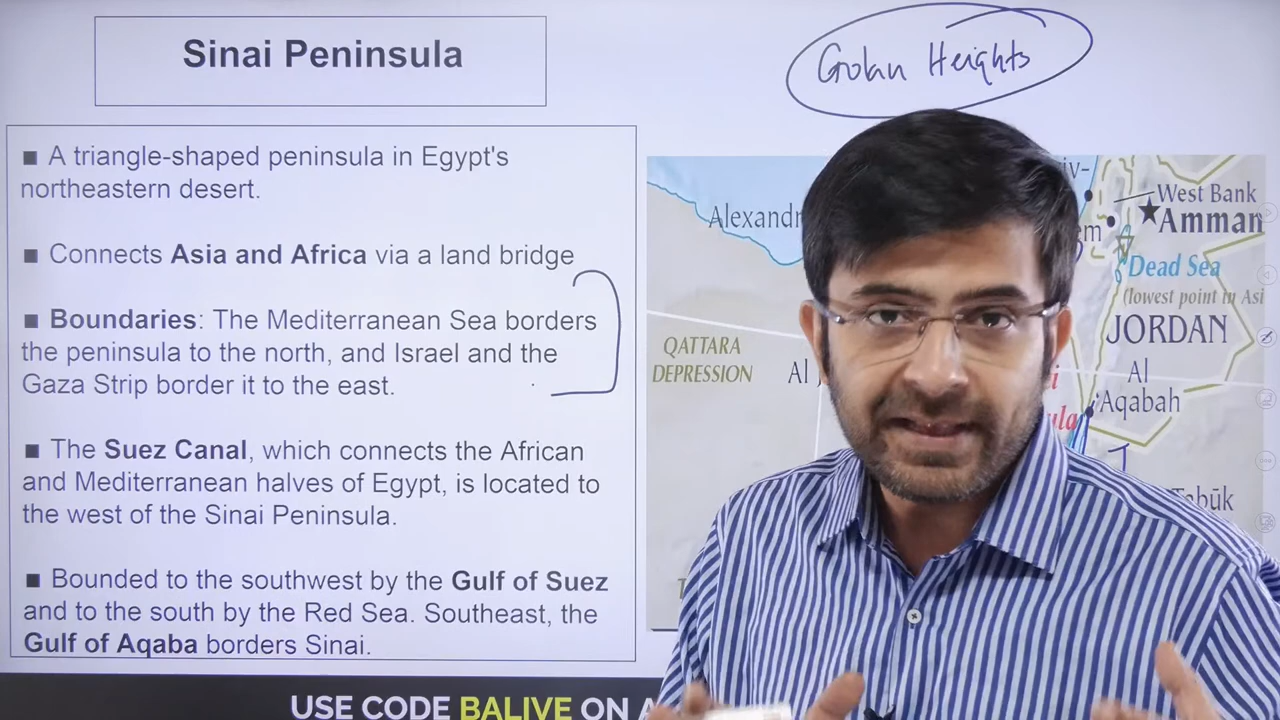 Sinai Peninsula
Golan Heights
■ A triangle-shaped peninsula in Egypt's
northeastern desert.
■ Connects Asia and Africa via a land bridge
■ Boundaries: The Mediterranean Sea borders
the peninsula to the north, and Israel and the
Gaza Strip border it to the east.
■ The Suez Canal, which connects the African
and Mediterranean halves of Egypt, is located to
the west of the Sinai Peninsula.
■ Bounded to the southwest by the Gulf of Suez
and to the south by the Red Sea. Southeast, the
Gulf of Aqaba borders Sinai.
West Bank
Alexandr
Amman
em
Dead Sea
(lowest point in Asi
JORDAN
QATTARA
DEPRESSION
Al
Al
Aqabah
ula
Tabūk
USE CODE BALIVE ON A